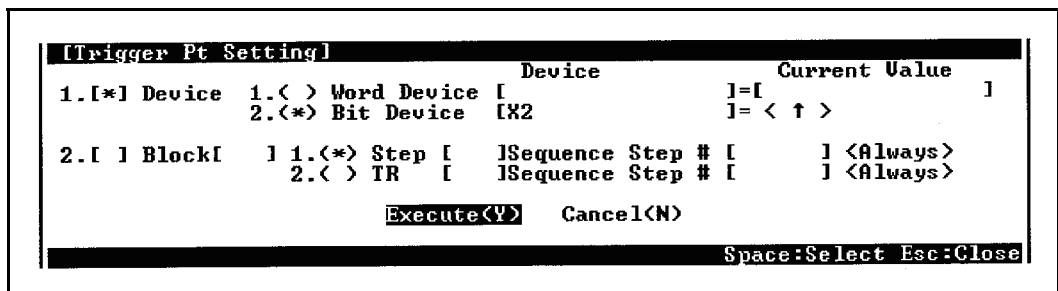 [Trigger Pt Setting]
Device Current Value
1.[*] Device 1.( ) Word Device [ ]=[ ]
2.(*) Bit Device [X2 ]= < ↑ >
2.[ ] Block[ ] 1.(*) Step [ ]Sequence Step # [ ] <Always>
2.( ) TR [ ]Sequence Step # [ ] <Always>
Execute(Y) Cancel(N)
Space:Select Esc:Close